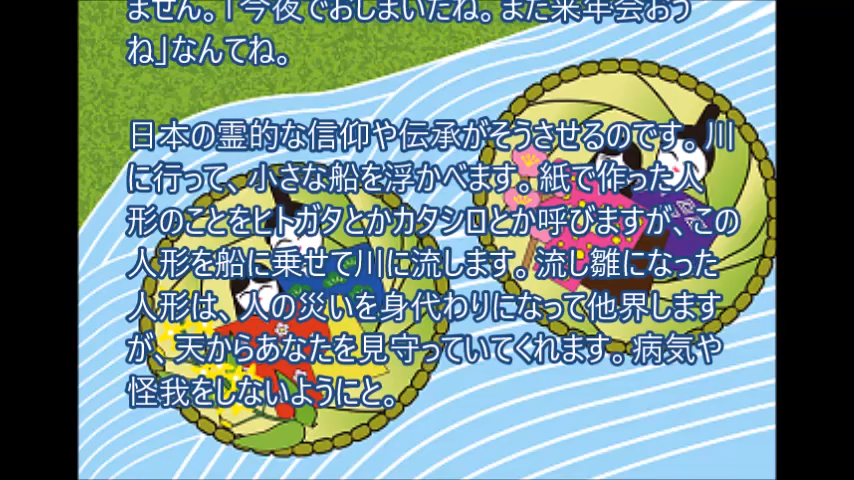 ません。「今夜でおしまいだね。また来年会おう
ね」なんてね。
日本の霊的な信仰や伝承がそうさせるのです。川
に行って、小さな船を浮かべます。紙で作った人
形のことをヒトガタとかカタシロとか呼びますが、この
人形を船に乗せて川に流します。流し雛になった
人形は、人の災いを身代わりになって他界します
が、天からあなたを見守っていてくれます。病気や
怪我をしないようにと。